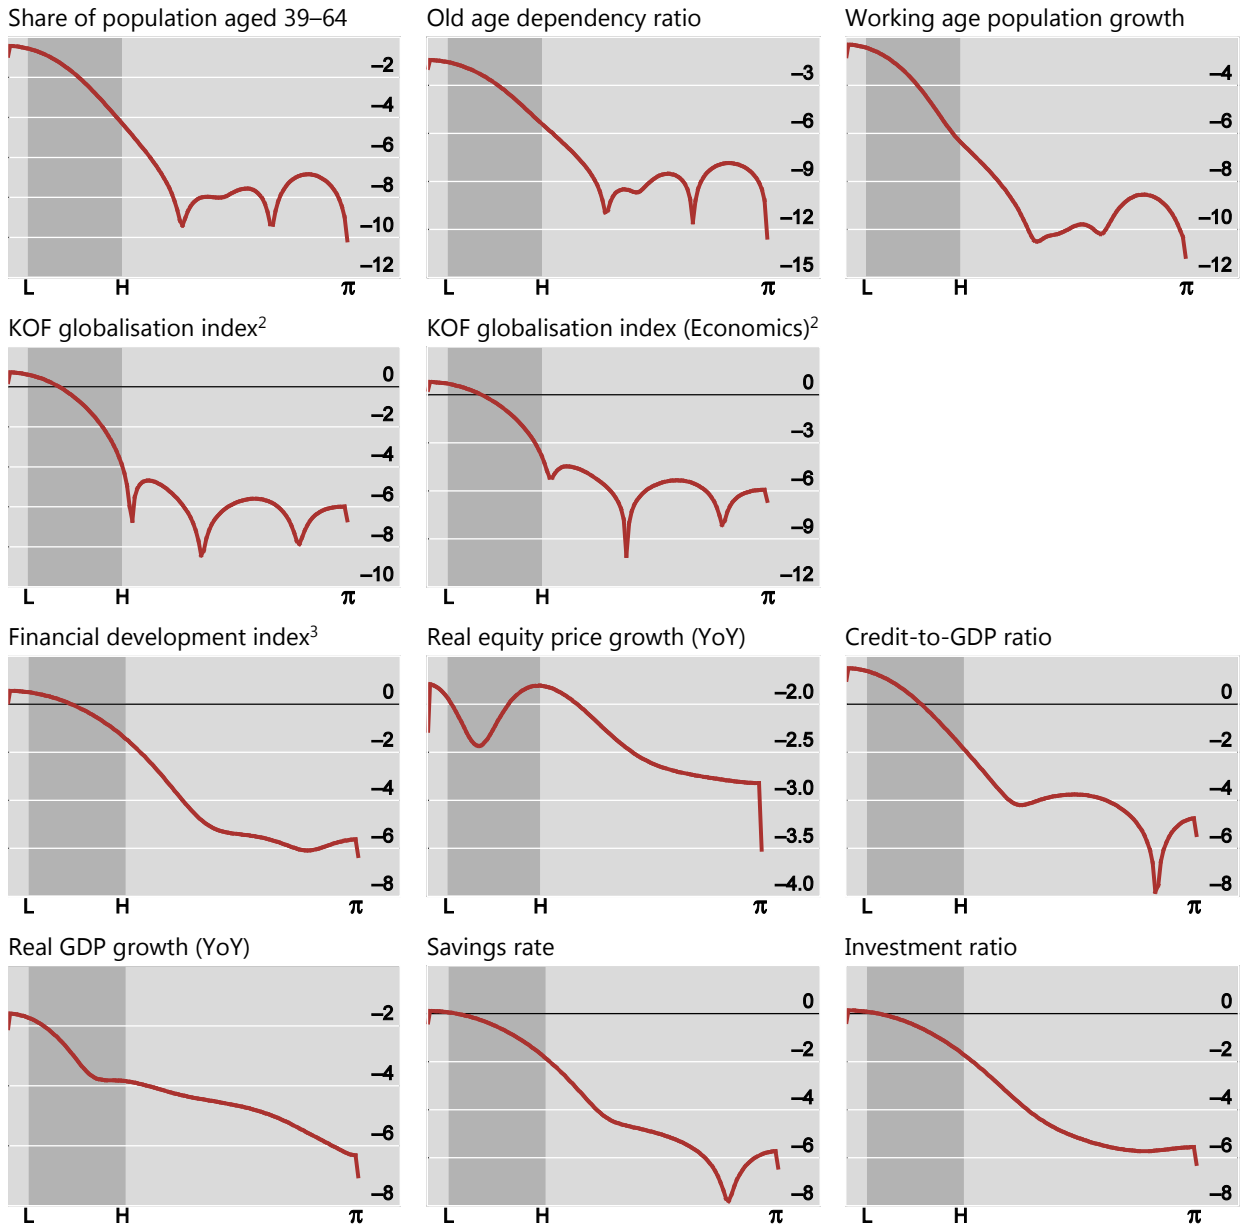 Share of population aged 39–64
Old age dependency ratio
Working age population growth
–2
–4
–6
–8
–10
–12
L H π
–3
–6
–9
–12
–15
L H π
–4
–6
–8
–10
–12
L H π
KOF globalisation index²
KOF globalisation index (Economics)²
0
–2
–4
–6
–8
–10
L H π
0
–3
–6
–9
–12
L H π
Financial development index³
Real equity price growth (YoY)
Credit-to-GDP ratio
0
–2
–4
–6
–8
L H π
–2.0
–2.5
–3.0
–3.5
–4.0
L H π
0
–2
–4
–6
–8
L H π
Real GDP growth (YoY)
Savings rate
Investment ratio
–2
–4
–6
–8
L H π
0
–2
–4
–6
–8
L H π
0
–2
–4
–6
–8
L H π